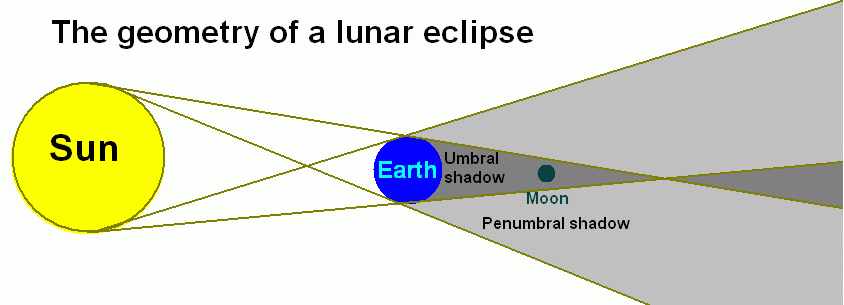 The geometry of a lunar eclipse
Sun
Earth
Umbral
shadow
Moon
Penumbral shadow